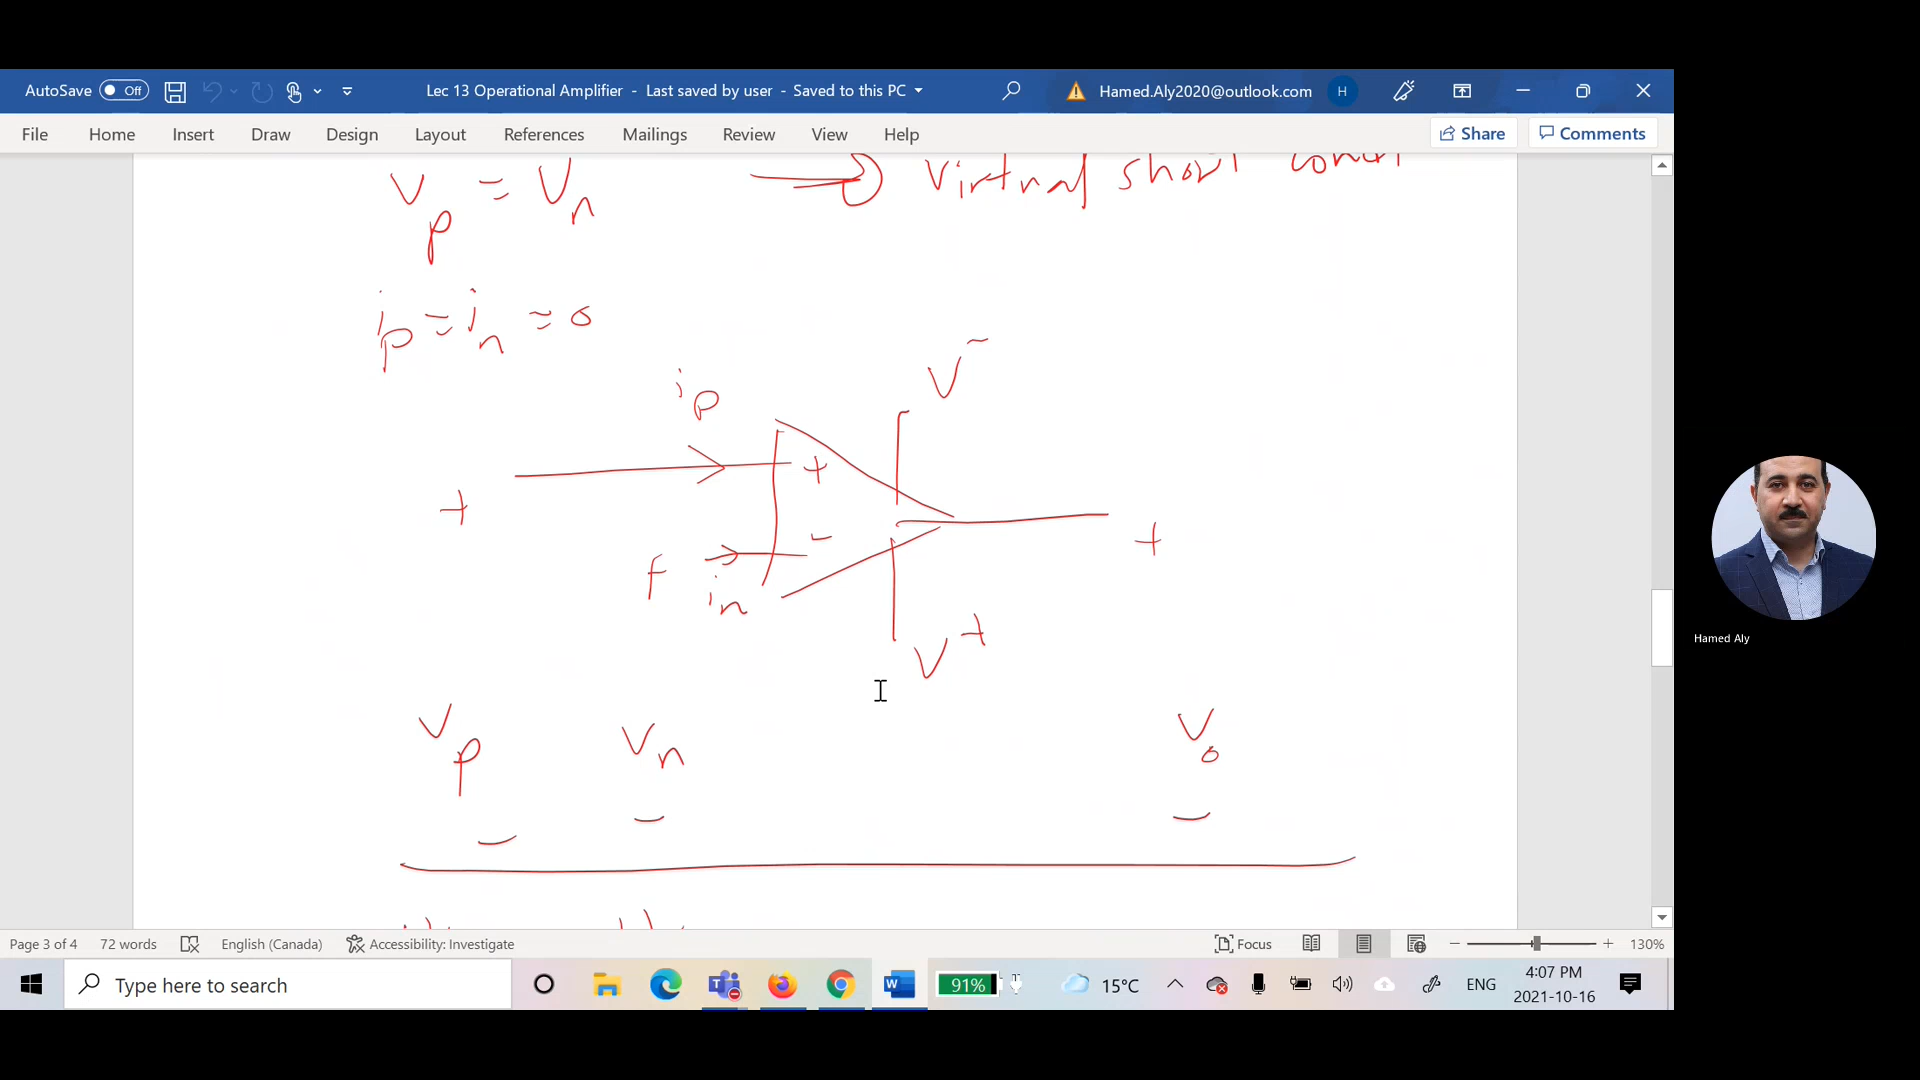 AutoSave Off Lec 13 Operational Amplifier - Last saved by user - Saved to this PC Hamed.Aly2020@outlook.com H
File Home Insert Draw Design Layout References Mailings Review View Help Share Comments
Vp = Vn Virtual short
ip = in = 0
V-
ip
+
-
+
+
in
V+
Vp Vn Vo
- - -
Hamed Aly
Page 3 of 4 72 words English (Canada) Accessibility: Investigate Focus 130%
Type here to search 91% 15°C ENG 4:07 PM
2021-10-16